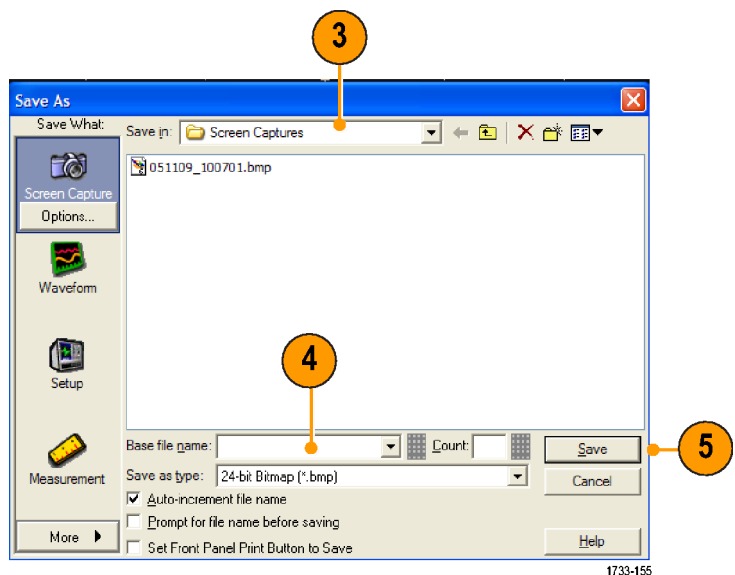 3
Save As
Save What:
Save in: Screen Captures
Screen Capture
Options...
Waveform
Setup
Measurement
More
051109_100701.bmp
4
Base file name:
Count:
Save
5
Save as type: 24-bit Bitmap (*.bmp)
Cancel
Auto-increment file name
Prompt for file name before saving
Set Front Panel Print Button to Save
Help
1733-155